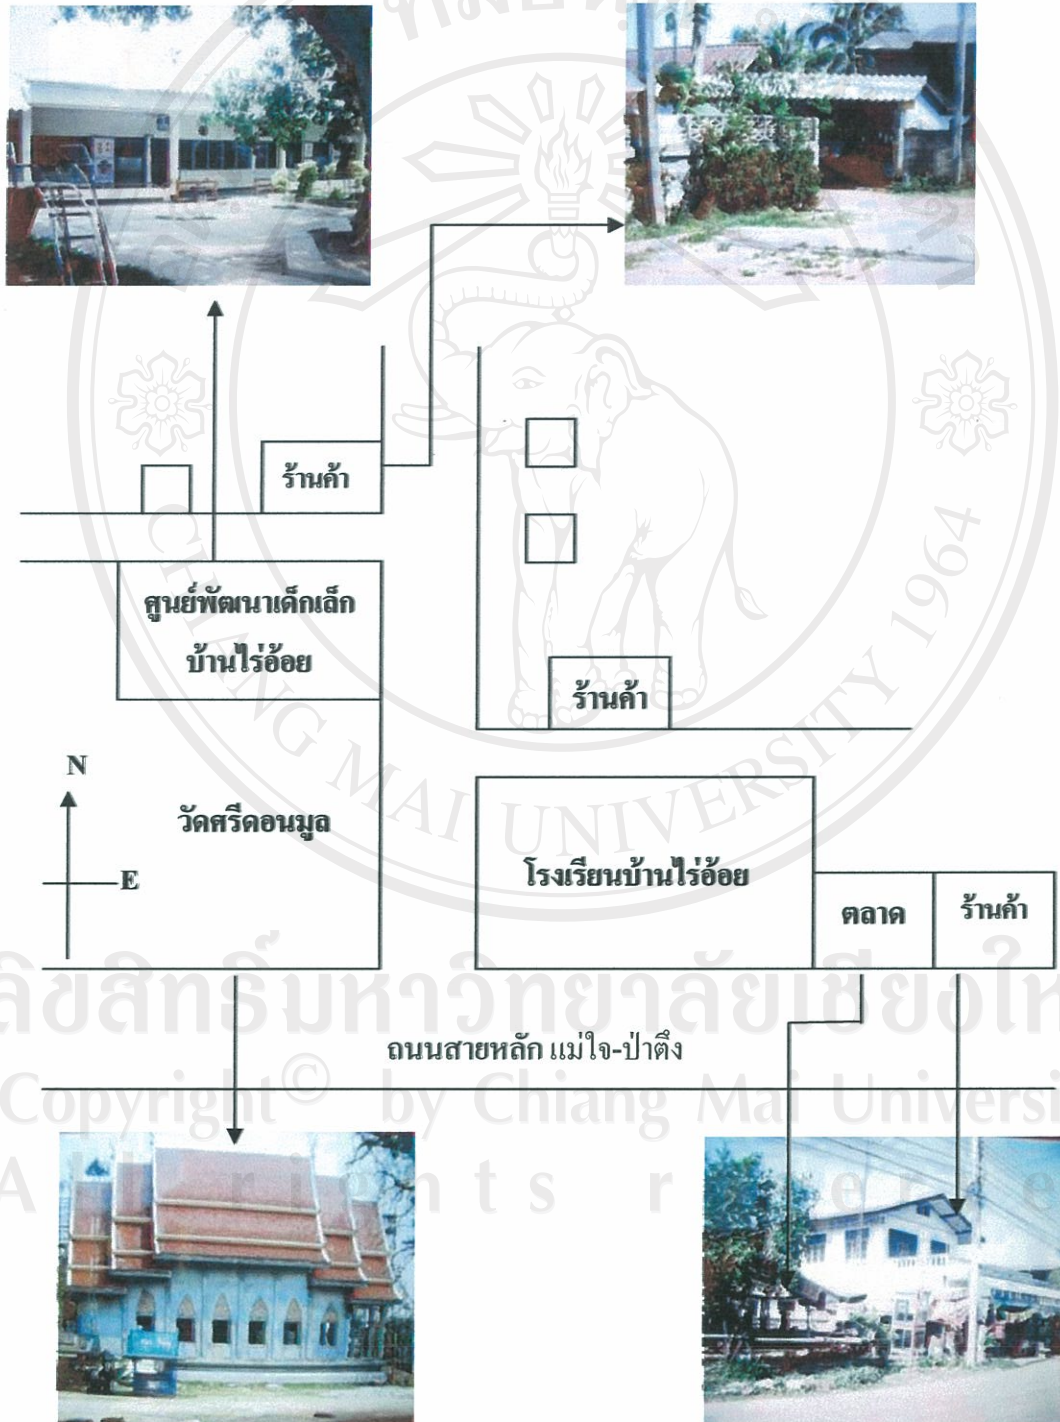 ร้านค้า
ศูนย์พัฒนาเด็กเล็ก
บ้านไร่อ้อย
ร้านค้า
N
วัดศรีดอนมูล
E
โรงเรียนบ้านไร่อ้อย
ตลาด
ร้านค้า
ถนนสายหลัก แม่ใจ-ป่าตึง
CHIANG MAI UNIVERSITY 1964
ลิขสิทธิ์มหาวิทยาลัยเชียงให
Copyright © by Chiang Mai Universi
All rights reserve